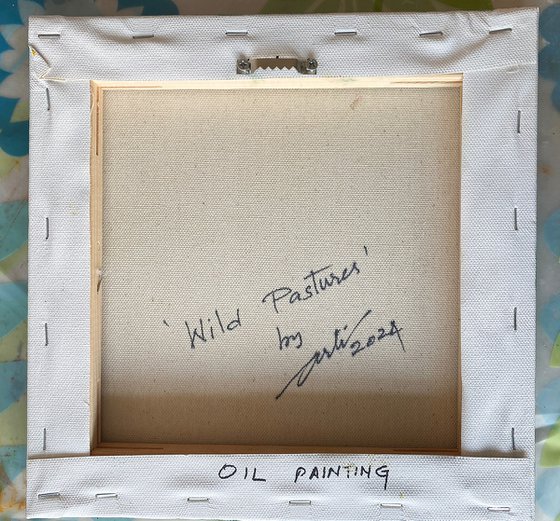 'Wild Pastures'
by
2024
OIL PAINTING